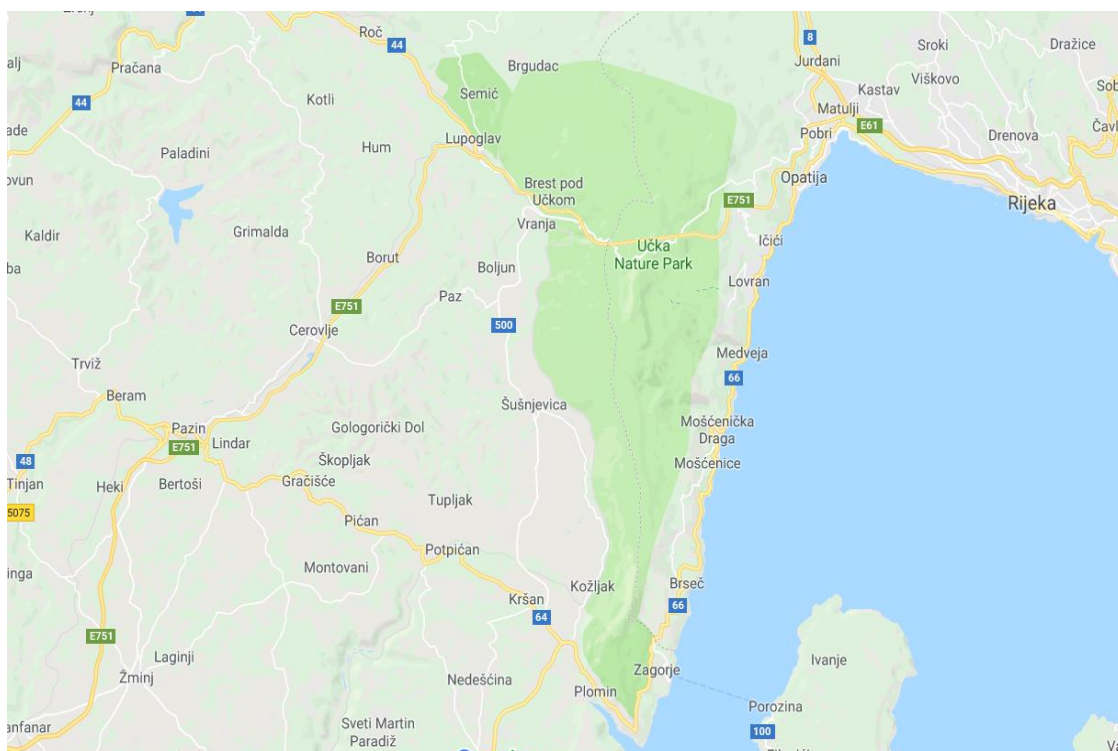 44
Roč
44
Brgudac
8
Jurdani
Sroki
Dražice
Pračana
Kotli
Semić
Viškovo
Kastav
44
Matulji
E61
Drenova
Paladini
Hum
Lupoglav
Pobri
Brest pod
Učkom
Opatija
E751
Rijeka
Vranja
Kaldir
Grimalda
Učka
Nature Park
Ičići
Borut
Boljun
Lovran
Paz
E751
500
Cerovlje
Medveja
Trviž
66
Beram
Šušnjevica
Mošćenička
Draga
Pazin
Lindar
Gologorički Dol
E751
48
Škopljak
Mošćenice
Tinjan
Heki
Bertoši
Gračišće
Tupljak
5075
Pićan
Potpićan
Montovani
Kožljak
Brseč
Kršan
66
64
E751
Laginji
Žminj
Ivanje
Nedešćina
Plomin
Zagorje
Porozina
Sveti Martin
Paradiž
100